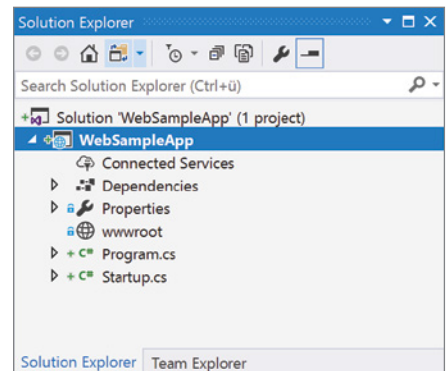 Solution Explorer
Search Solution Explorer (Ctrl+ü)
Solution 'WebSampleApp' (1 project)
WebSampleApp
Connected Services
Dependencies
Properties
wwwroot
C# Program.cs
C# Startup.cs
Solution Explorer Team Explorer